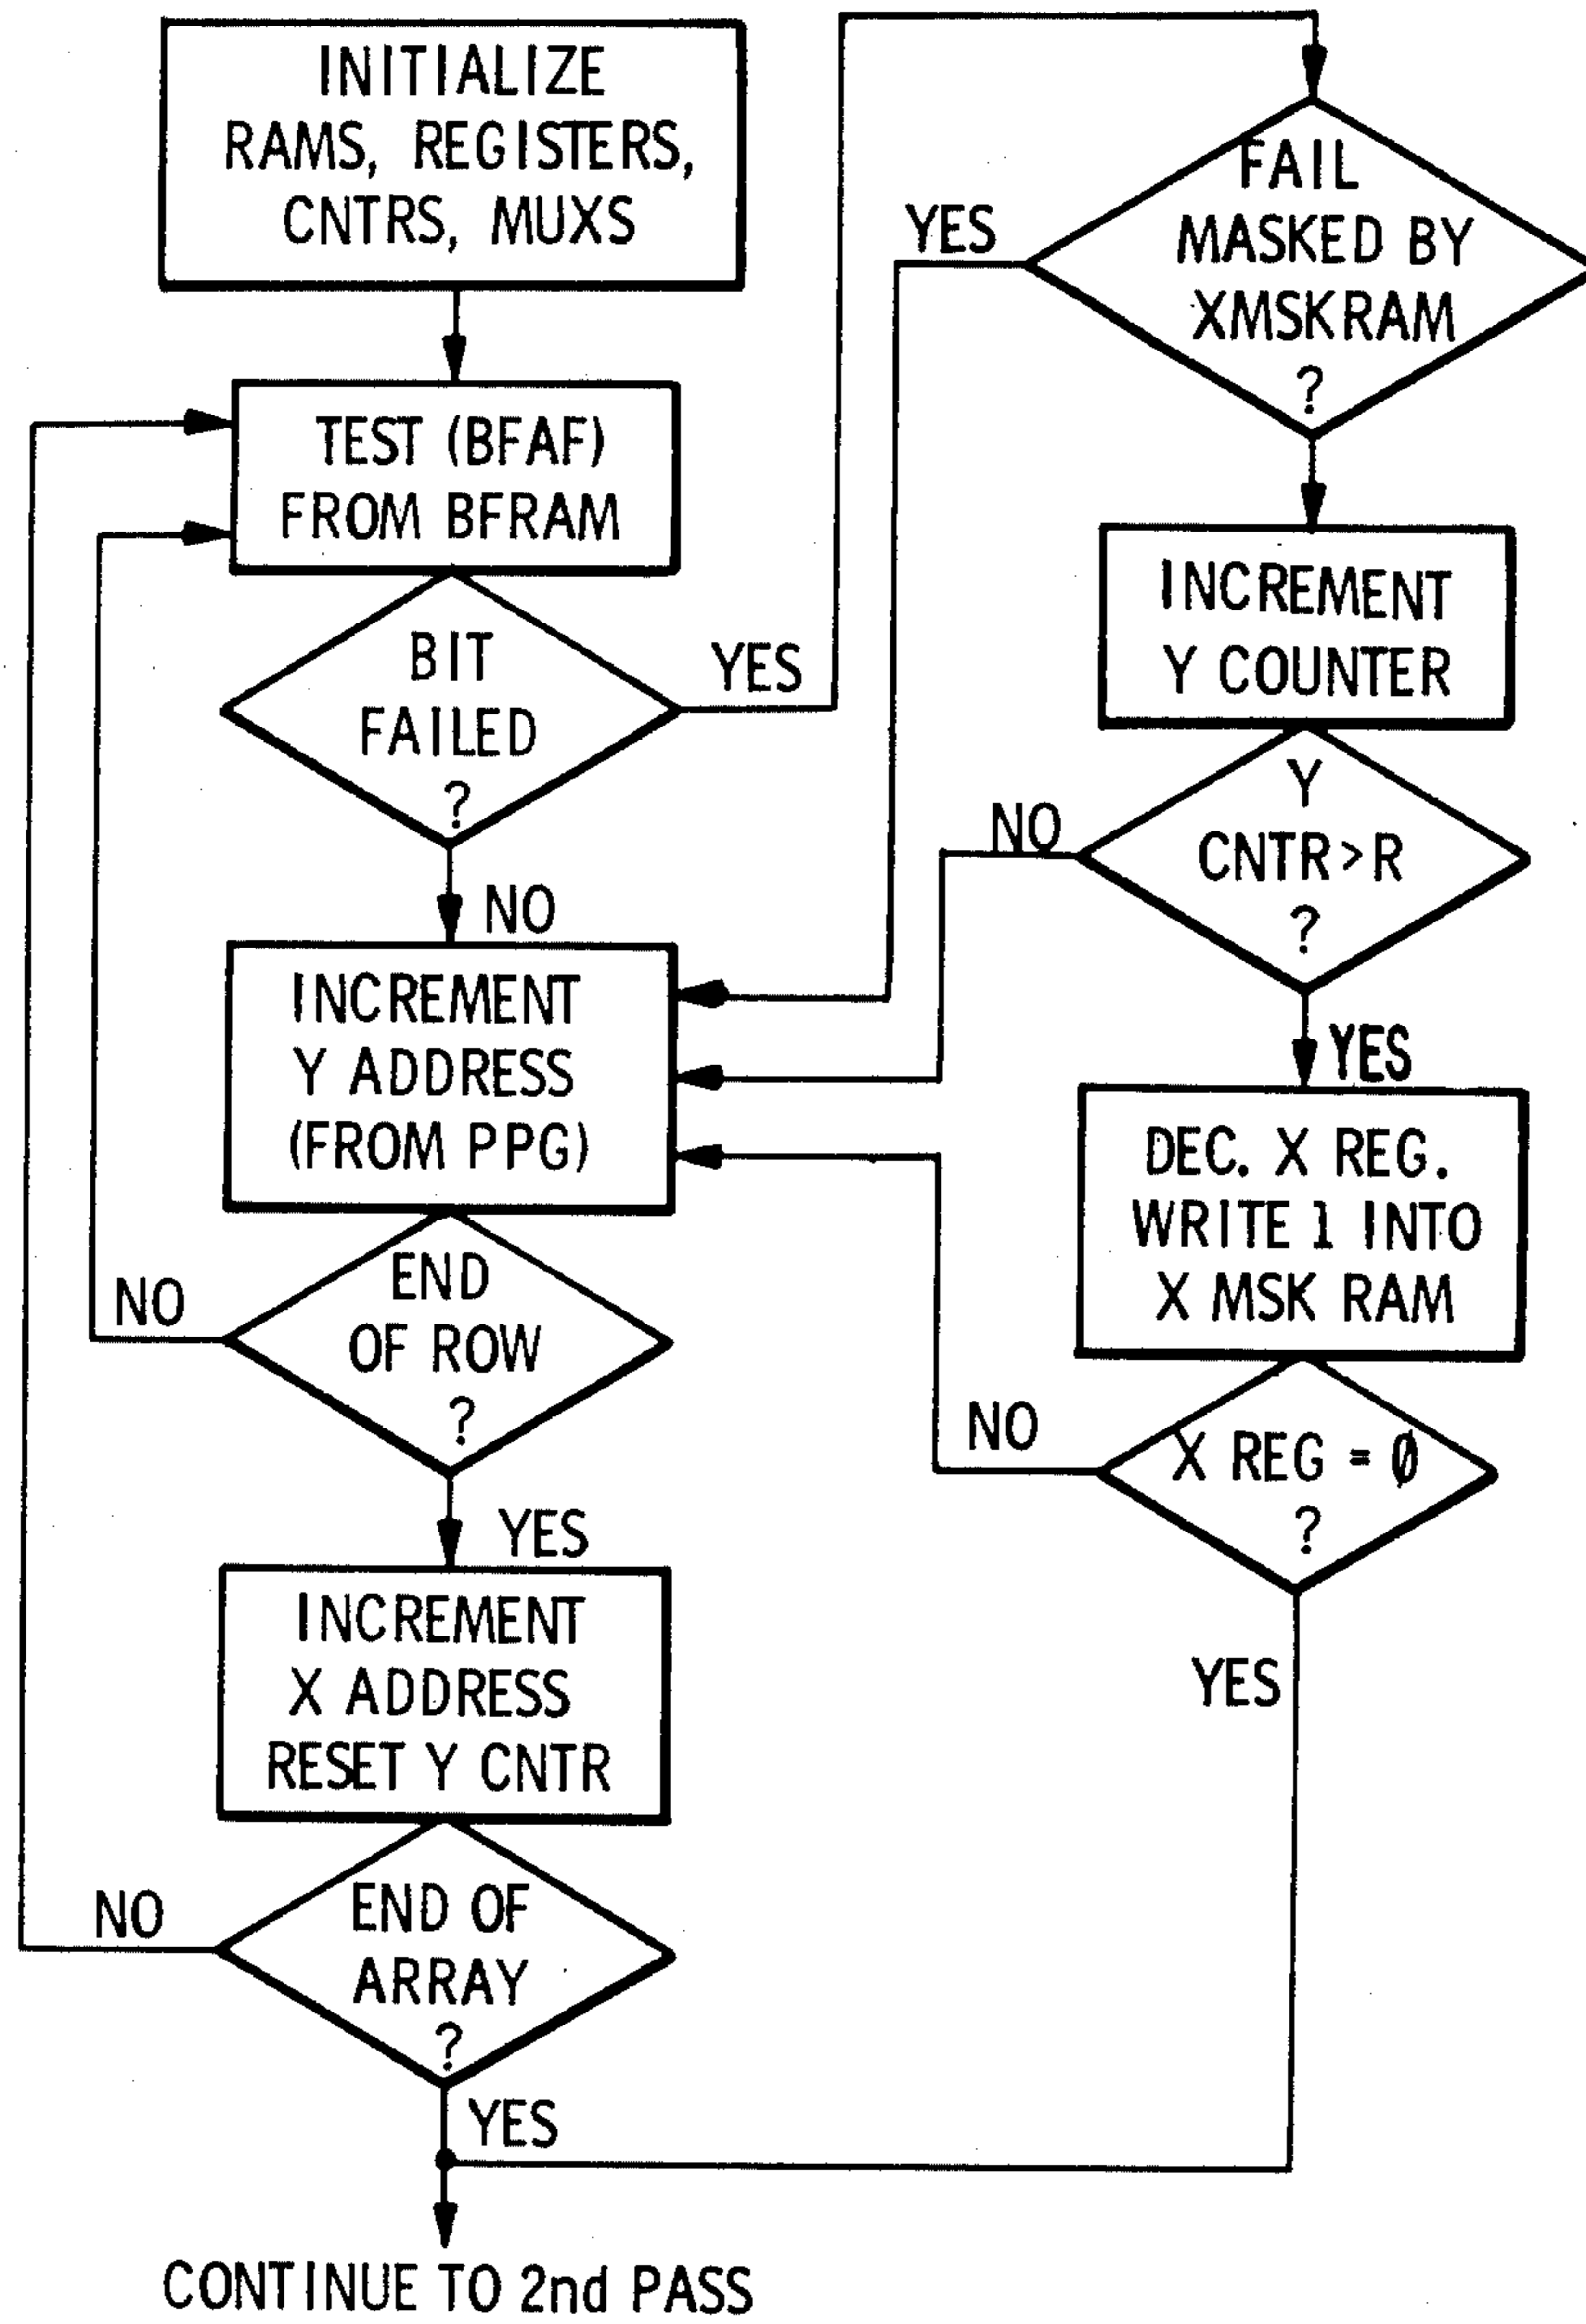 INITIALIZE
RAMS, REGISTERS,
CNTRS, MUXS
TEST (BFAF)
FROM BFRAM
BIT
FAILED
?
YES
NO
INCREMENT
Y ADDRESS
(FROM PPG)
END
OF ROW
?
NO
YES
INCREMENT
X ADDRESS
RESET Y CNTR
END OF
ARRAY
?
NO
YES
CONTINUE TO 2nd PASS
FAIL
MASKED BY
XMSKRAM
?
YES
INCREMENT
Y COUNTER
Y
CNTR>R
?
NO
YES
DEC. X REG.
WRITE 1 INTO
X MSK RAM
X REG = Ø
?
NO
YES